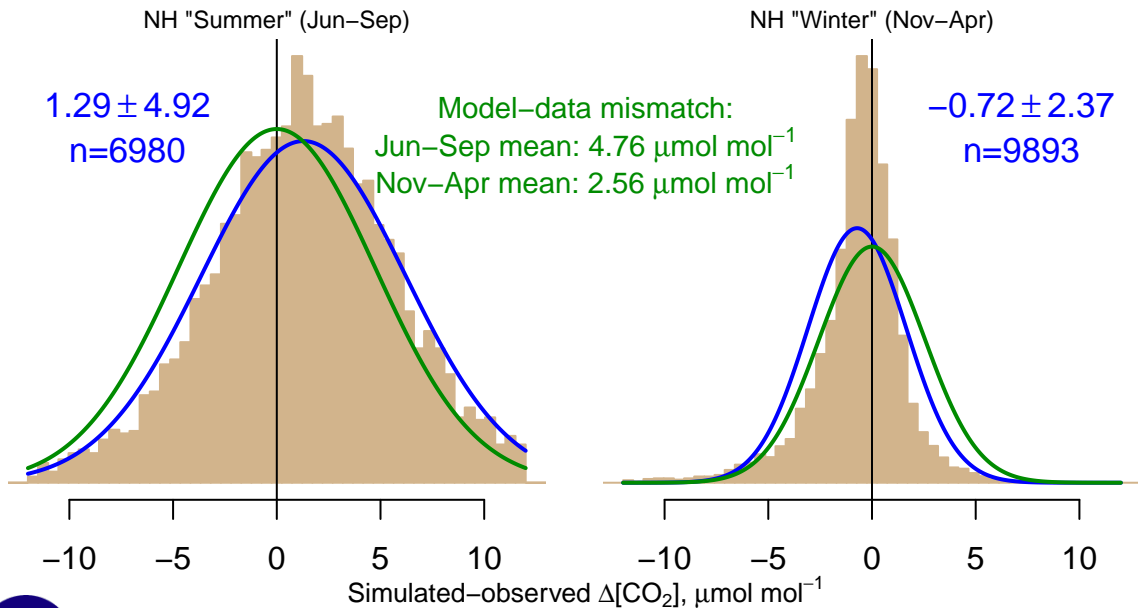 NH "Summer" (Jun−Sep)
NH "Winter" (Nov−Apr)
1.29 ± 4.92
n=6980
Model−data mismatch:
Jun−Sep mean: 4.76 μmol mol⁻¹
Nov−Apr mean: 2.56 μmol mol⁻¹
−0.72 ± 2.37
n=9893
−10 −5 0 5 10
−10 −5 0 5 10
Simulated−observed Δ[CO₂], μmol mol⁻¹